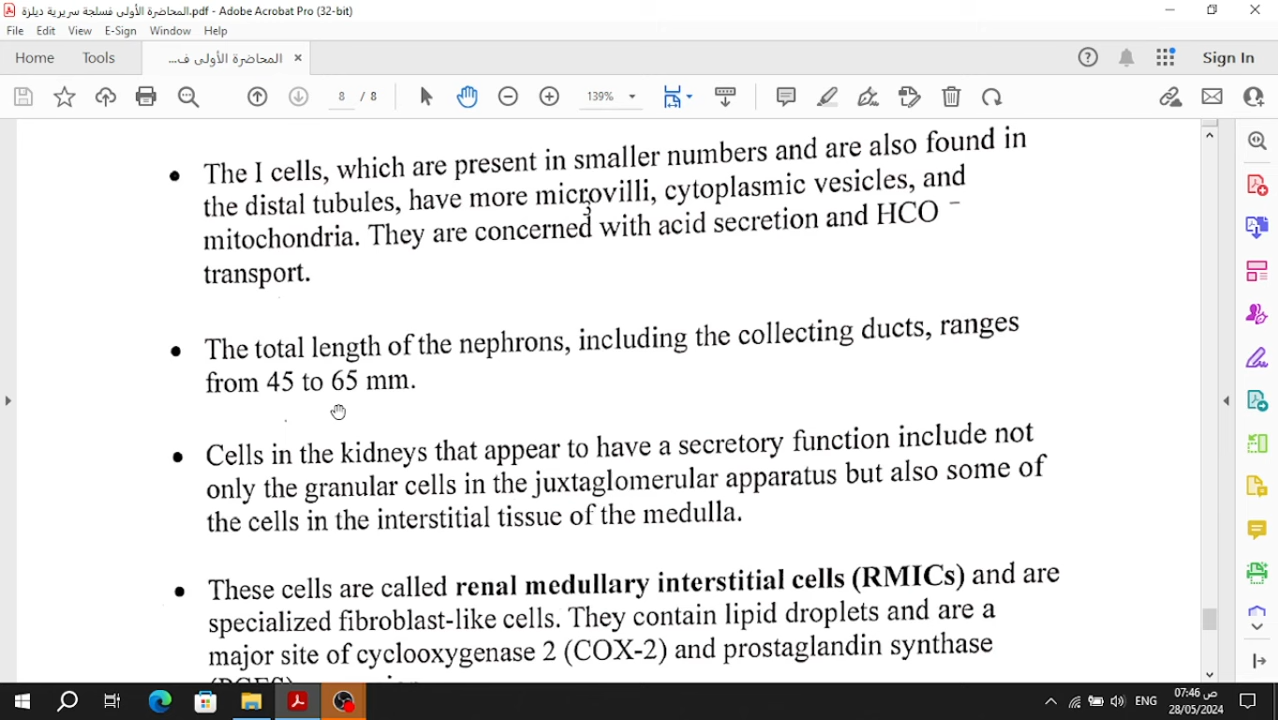 المحاضرة الأولى فسلجة سريرية ديلزة.pdf - Adobe Acrobat Pro (32-bit)
File Edit View E-Sign Window Help
Home Tools المحاضرة الأولى ف... × Sign In
8 / 8 139%
• The I cells, which are present in smaller numbers and are also found in
the distal tubules, have more microvilli, cytoplasmic vesicles, and
mitochondria. They are concerned with acid secretion and HCO3 −
transport.
• The total length of the nephrons, including the collecting ducts, ranges
from 45 to 65 mm.
• Cells in the kidneys that appear to have a secretory function include not
only the granular cells in the juxtaglomerular apparatus but also some of
the cells in the interstitial tissue of the medulla.
• These cells are called renal medullary interstitial cells (RMICs) and are
specialized fibroblast-like cells. They contain lipid droplets and are a
major site of cyclooxygenase 2 (COX-2) and prostaglandin synthase
ENG 07:46 ص
28/05/2024